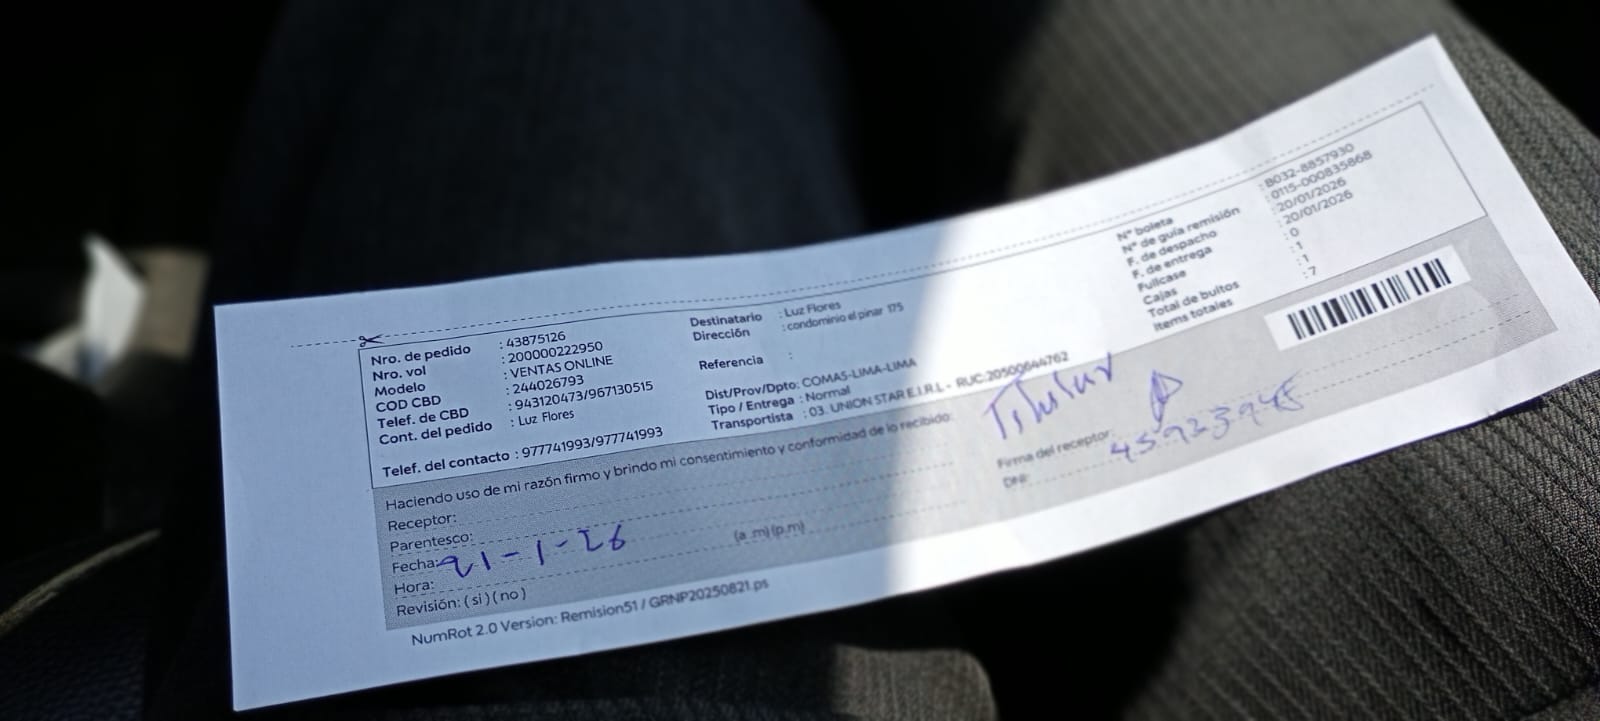 Nro. de pedido : 43875126
Nro. vol : 200000222950
Modelo : VENTAS ONLINE
COD CBD : 244026793
Telef. de CBD : 943120473/967130515
Cont. del pedido : Luz Flores
Telef. del contacto : 977741993/977741993
Destinatario : Luz Flores
Dirección : condominio el pinar 175
Referencia :
Dist/Prov/Dpto: COMAS-LIMA-LIMA
Tipo / Entrega : Normal
Transportista : 03. UNION STAR E.I.R.L - RUC:20500644762
N° boleta : B032-8857930
N° de guía remisión : 0115-000835868
F. de despacho : 20/01/2026
F. de entrega : 20/01/2026
Fullcase : 0
Cajas : 1
Total de bultos : 1
Items totales : 7
Haciendo uso de mi razón firmo y brindo mi consentimiento y conformidad de lo recibido:
Receptor:
Parentesco:
Fecha: 21-1-26
Hora: (a .m)(p.m)
Revisión: ( si ) ( no )
Titular
Firma del receptor:
DNI:
NumRot 2.0 Version: Remision51 / GRNP20250821.ps